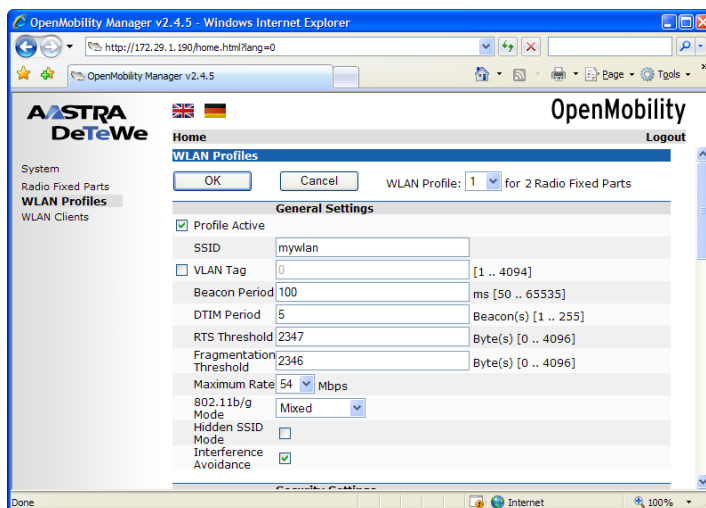 OpenMobility Manager v2.4.5 - Windows Internet Explorer
http://172.29.1.190/home.html?lang=0
OpenMobility Manager v2.4.5
Page
Tools
»
AASTRA
DeTeWe
OpenMobility
Home
Logout
System
Radio Fixed Parts
WLAN Profiles
WLAN Clients
WLAN Profiles
OK
Cancel
WLAN Profile: 1 for 2 Radio Fixed Parts
General Settings
Profile Active
SSID mywlan
VLAN Tag 0 [1 .. 4094]
Beacon Period 100 ms [50 .. 65535]
DTIM Period 5 Beacon(s) [1 .. 255]
RTS Threshold 2347 Byte(s) [0 .. 4096]
Fragmentation
Threshold 2346 Byte(s) [0 .. 4096]
Maximum Rate 54 Mbps
802.11b/g
Mode Mixed
Hidden SSID
Mode
Interference
Avoidance
Security Settings
Done
Internet
100%